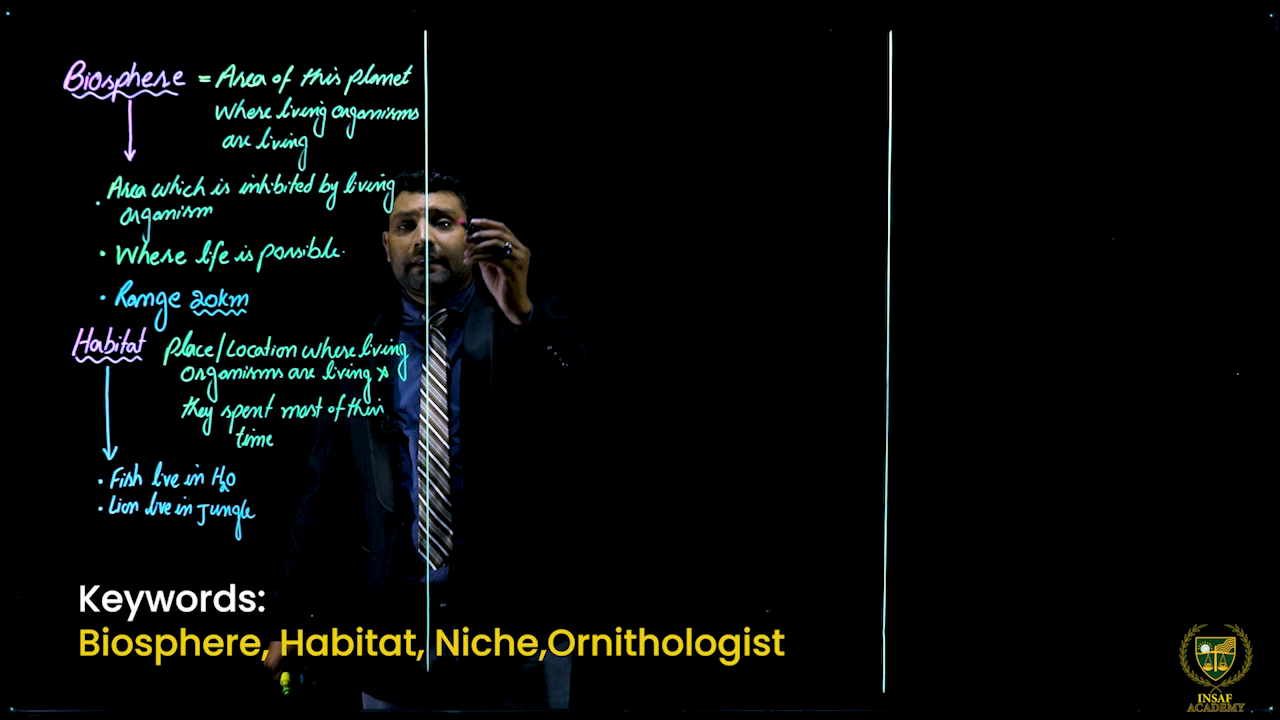 Biosphere = Area of this planet
where living organisms
are living
· Area which is inhibited by living
organism
· Where life is possible.
· Range 20km
Habitat Place/Location where living
organisms are living &
they spent most of their
time
· Fish live in H2O
· Lion live in Jungle
Keywords:
Biosphere, Habitat, Niche,Ornithologist
INSAF
ACADEMY